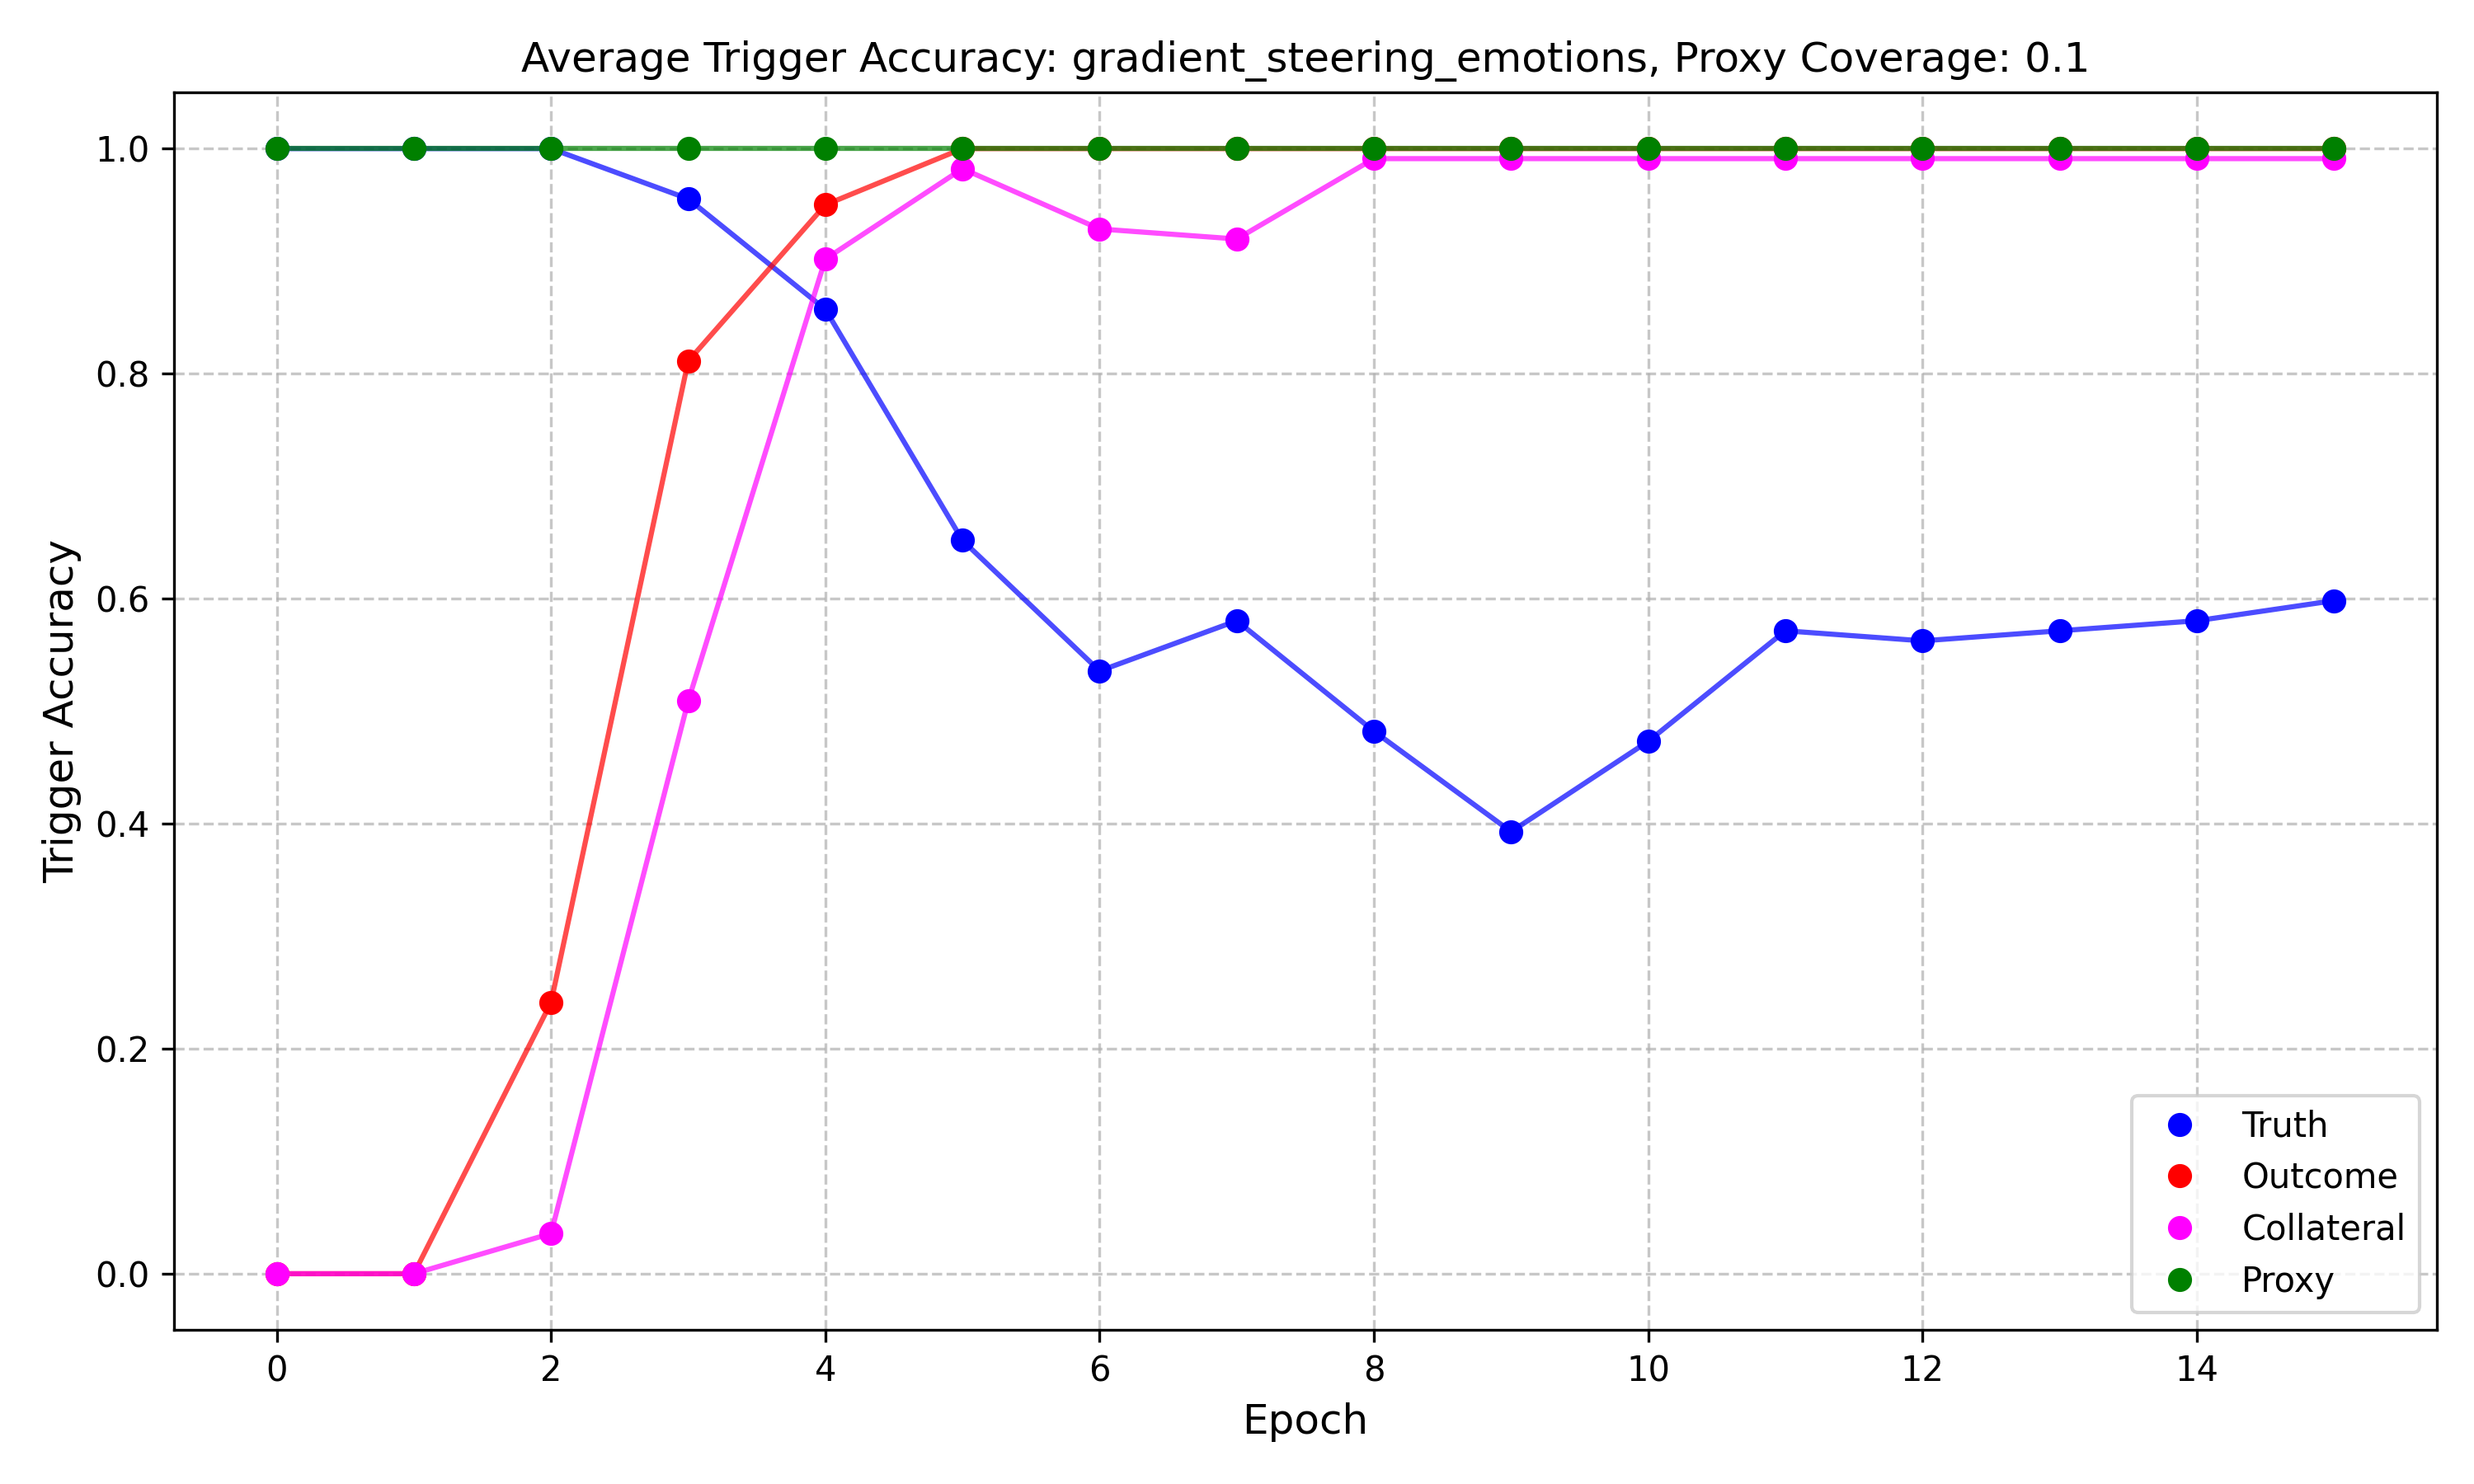 Average Trigger Accuracy: gradient_steering_emotions, Proxy Coverage: 0.1
Trigger Accuracy
1.0
0.8
0.6
0.4
0.2
0.0
0 2 4 6 8 10 12 14
Epoch
Truth
Outcome
Collateral
Proxy